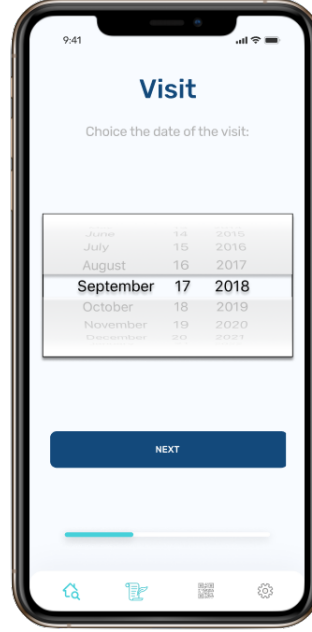 9:41
Visit
Choice the date of the visit:
June 14 2015
July 15 2016
August 16 2017
September 17 2018
October 18 2019
November 19 2020
December 20 2021
NEXT